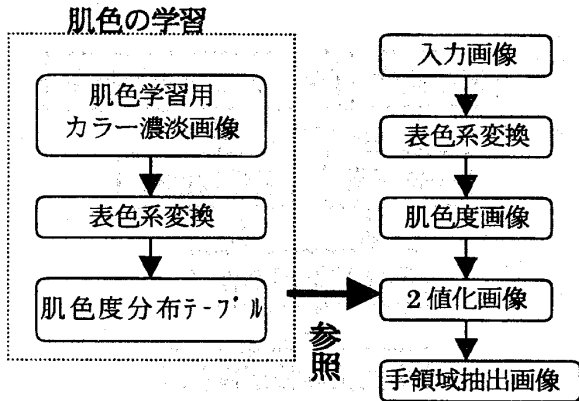 肌色の学習
肌色学習用
カラー濃淡画像
表色系変換
肌色度分布ﾃｰﾌﾞﾙ
参照
入力画像
表色系変換
肌色度画像
2値化画像
手領域抽出画像